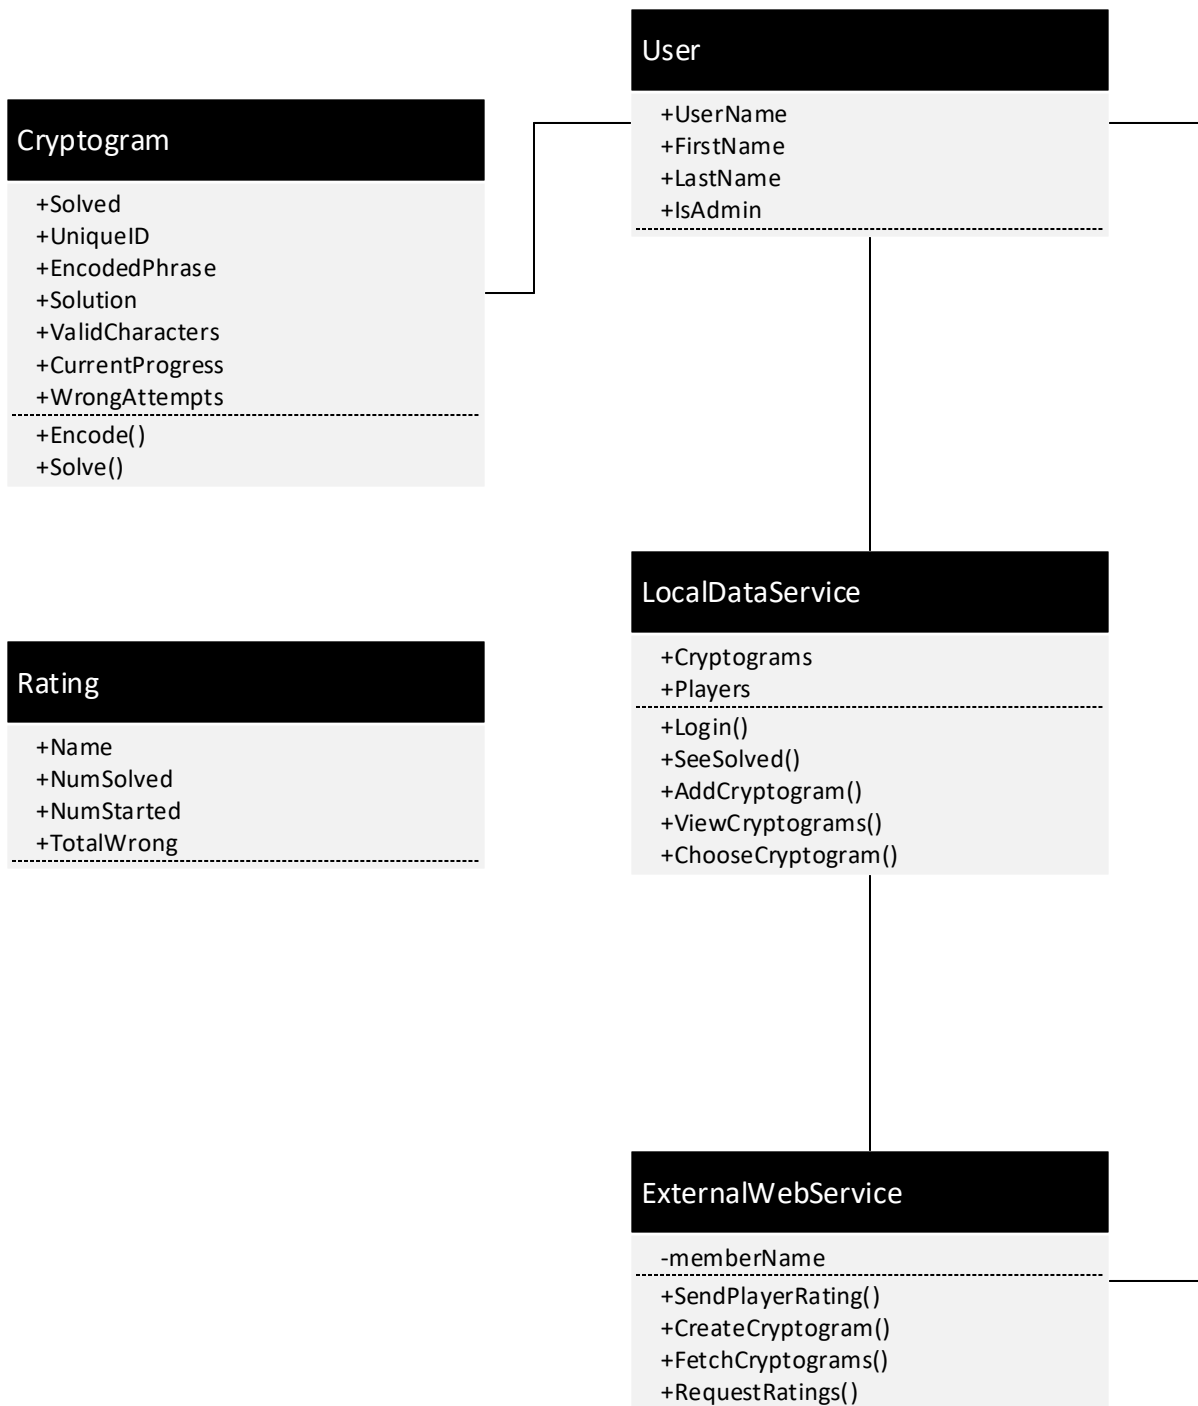 User
+UserName
+FirstName
+LastName
+IsAdmin
Cryptogram
+Solved
+UniqueID
+EncodedPhrase
+Solution
+ValidCharacters
+CurrentProgress
+WrongAttempts
+Encode()
+Solve()
LocalDataService
+Cryptograms
+Players
+Login()
+SeeSolved()
+AddCryptogram()
+ViewCryptograms()
+ChooseCryptogram()
Rating
+Name
+NumSolved
+NumStarted
+TotalWrong
ExternalWebService
-memberName
+SendPlayerRating()
+CreateCryptogram()
+FetchCryptograms()
+RequestRatings()